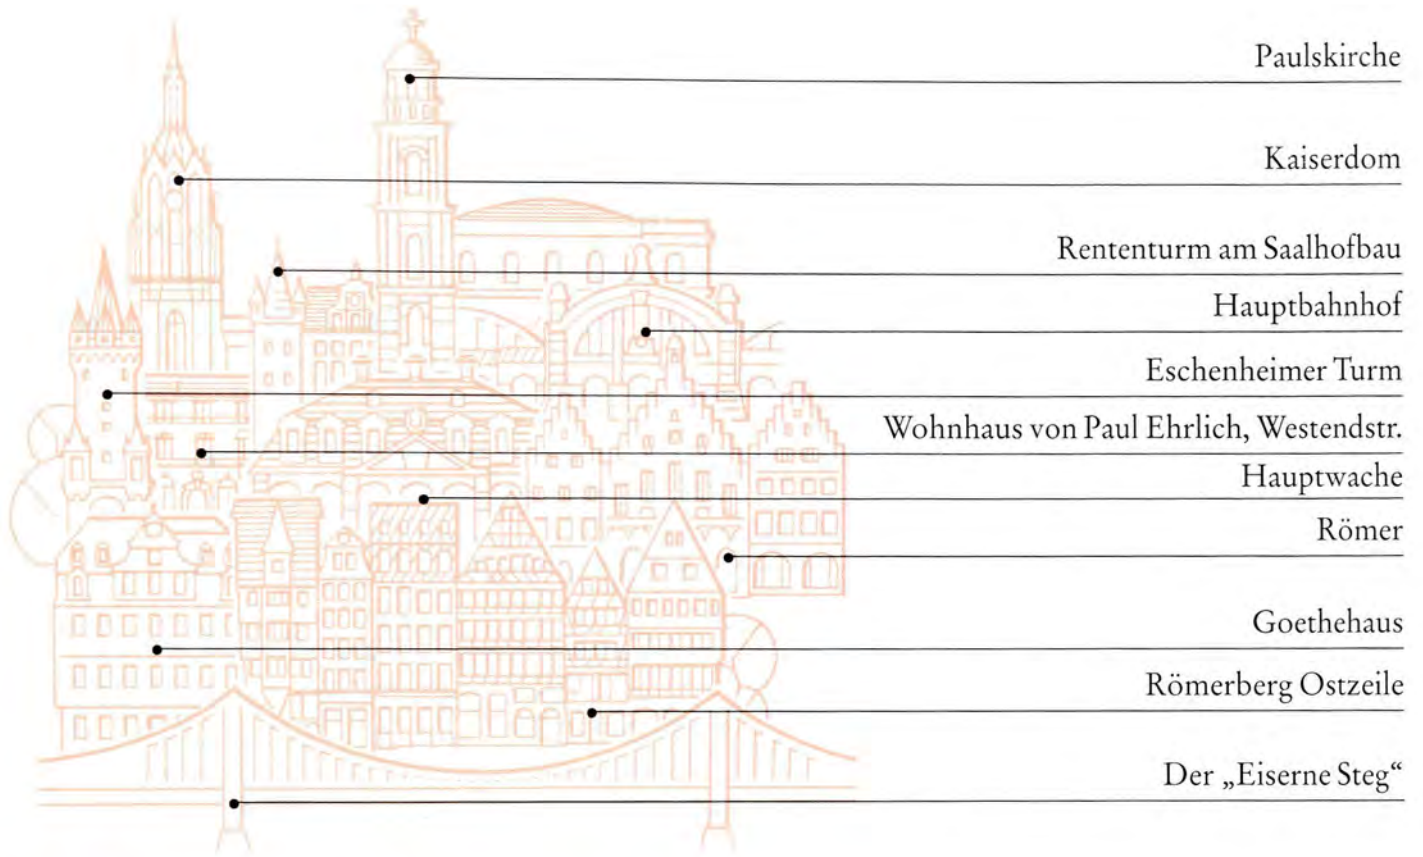 Paulskirche
Kaiserdom
Rententurm am Saalhofbau
Hauptbahnhof
Eschenheimer Turm
Wohnhaus von Paul Ehrlich, Westendstr.
Hauptwache
Römer
Goethehaus
Römerberg Ostzeile
Der „Eiserne Steg“